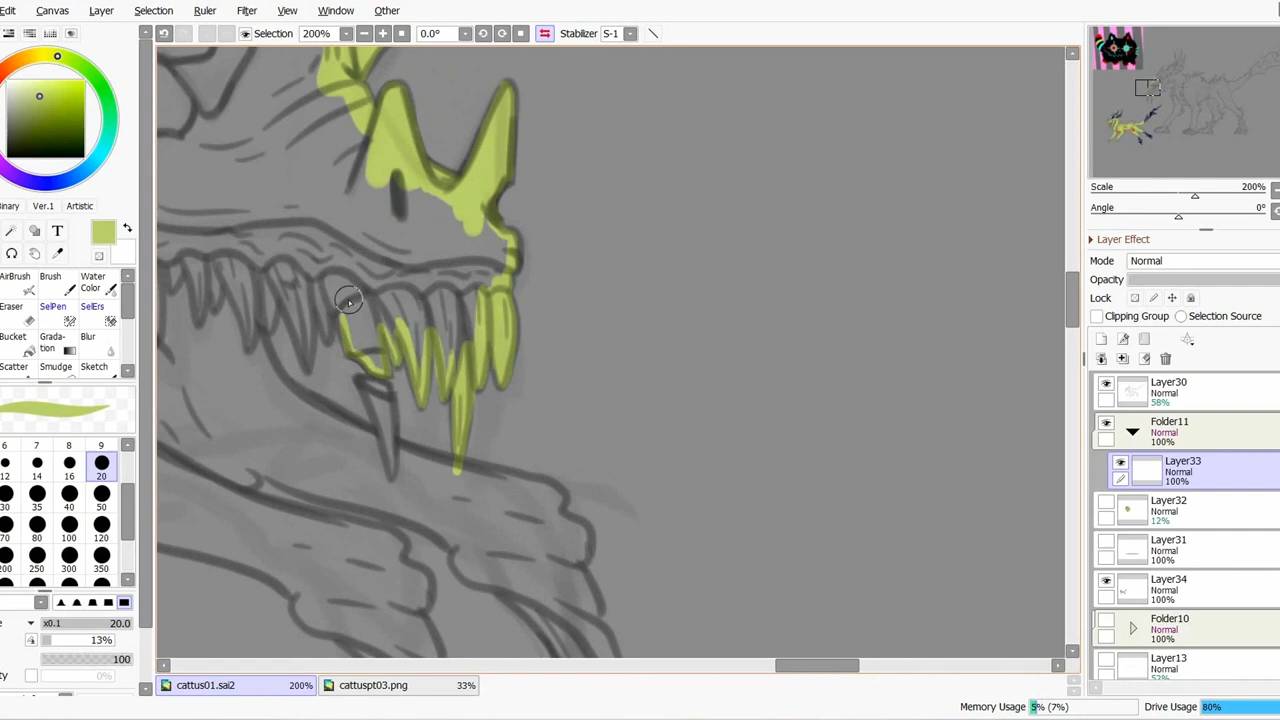 Edit Canvas Layer Selection Ruler Filter View Window Other
Selection 200% 0.0° Stabilizer S-1
Scale 200%
Angle 0º
Layer Effect
Mode Normal
Opacity
Lock
Clipping Group Selection Source
Binary Ver.1 Artistic
T
AirBrush Brush Water Color
Eraser SelPen SelErs
Bucket Gradation Blur
Scatter Smudge Sketch
6 7 8 9
12 14 16 20
30 35 40 50
70 80 100 120
200 250 300 350
x0.1 20.0
13%
100
Layer30
Normal
58%
Folder11
Normal
100%
Layer33
Normal
100%
Layer32
Normal
12%
Layer31
Normal
100%
Layer34
Normal
100%
Folder10
Normal
100%
Layer13
Normal
52%
cattus01.sai2 200% cattuspt03.png 33%
Memory Usage 5% (7%) Drive Usage 80%